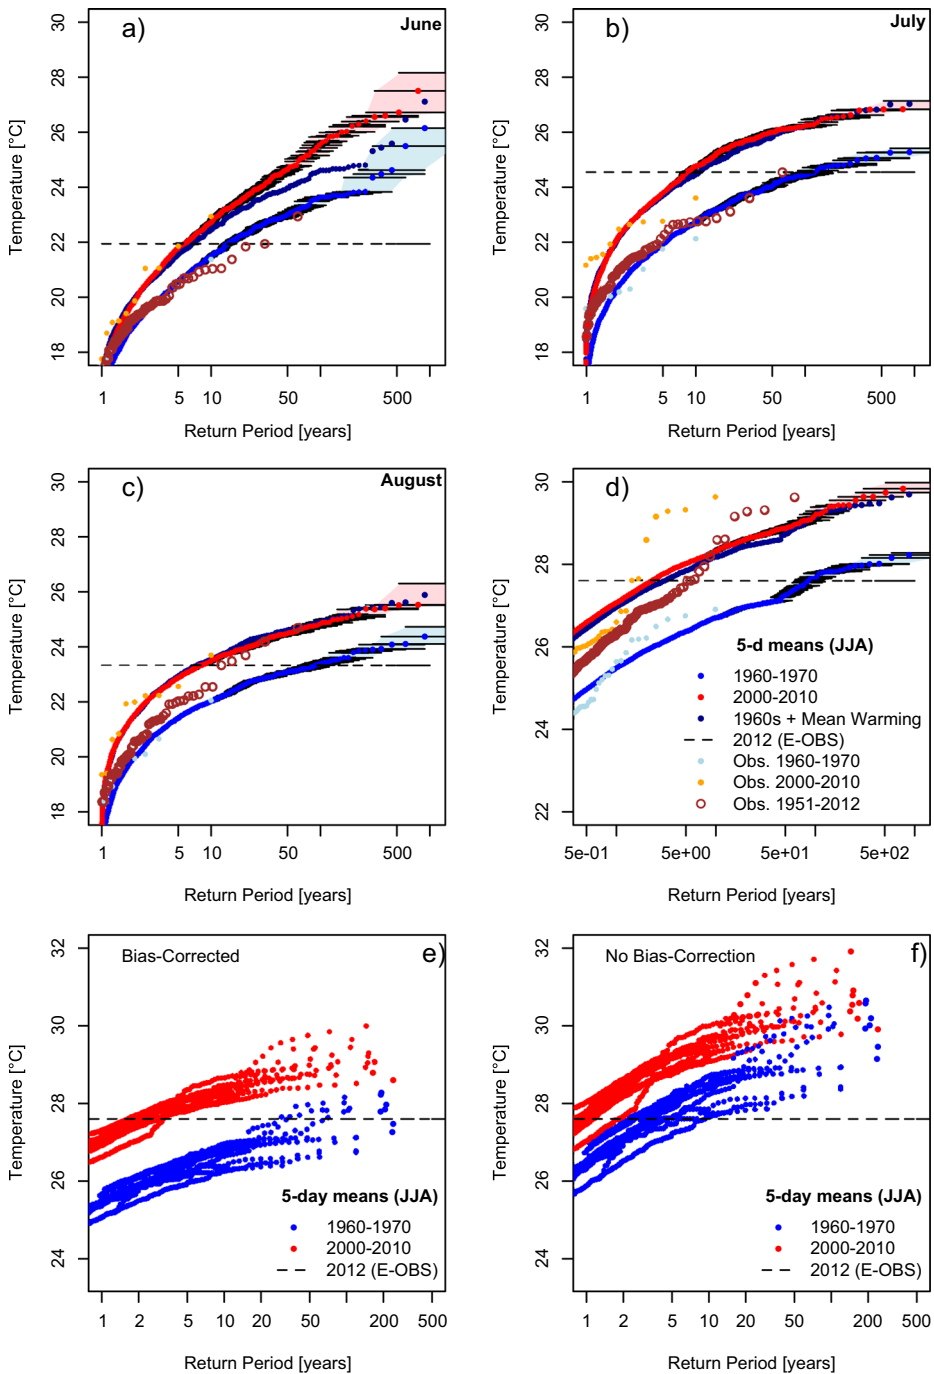 a)
June
30
28
26
24
22
20
18
Temperature [°C]
1 5 10 50 500
Return Period [years]
b)
July
30
28
26
24
22
20
18
Temperature [°C]
1 5 10 50 500
Return Period [years]
c)
August
30
28
26
24
22
20
18
Temperature [°C]
1 5 10 50 500
Return Period [years]
d)
30
28
26
24
22
Temperature [°C]
5-d means (JJA)
1960-1970
2000-2010
1960s + Mean Warming
2012 (E-OBS)
Obs. 1960-1970
Obs. 2000-2010
Obs. 1951-2012
5e-01 5e+00 5e+01 5e+02
Return Period [years]
Bias-Corrected
e)
32
30
28
26
24
Temperature [°C]
5-day means (JJA)
1960-1970
2000-2010
2012 (E-OBS)
1 2 5 10 20 50 200 500
Return Period [years]
No Bias-Correction
f)
32
30
28
26
24
Temperature [°C]
5-day means (JJA)
1960-1970
2000-2010
2012 (E-OBS)
1 2 5 10 20 50 200 500
Return Period [years]